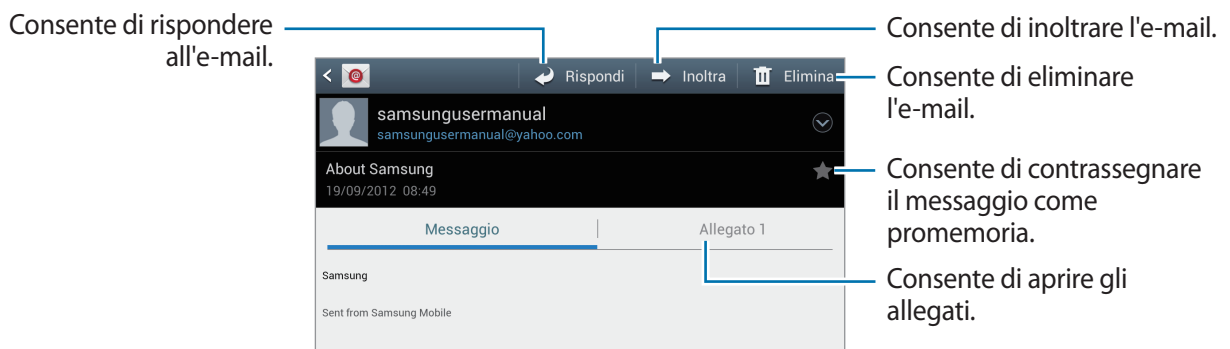 Consente di rispondere
all'e-mail.
Consente di inoltrare l'e-mail.
Rispondi
Inoltra
Elimina
Consente di eliminare
l'e-mail.
samsungusermanual
samsungusermanual@yahoo.com
About Samsung
19/09/2012 08:49
Consente di contrassegnare
il messaggio come
promemoria.
Messaggio
Allegato 1
Consente di aprire gli
allegati.
Samsung
Sent from Samsung Mobile